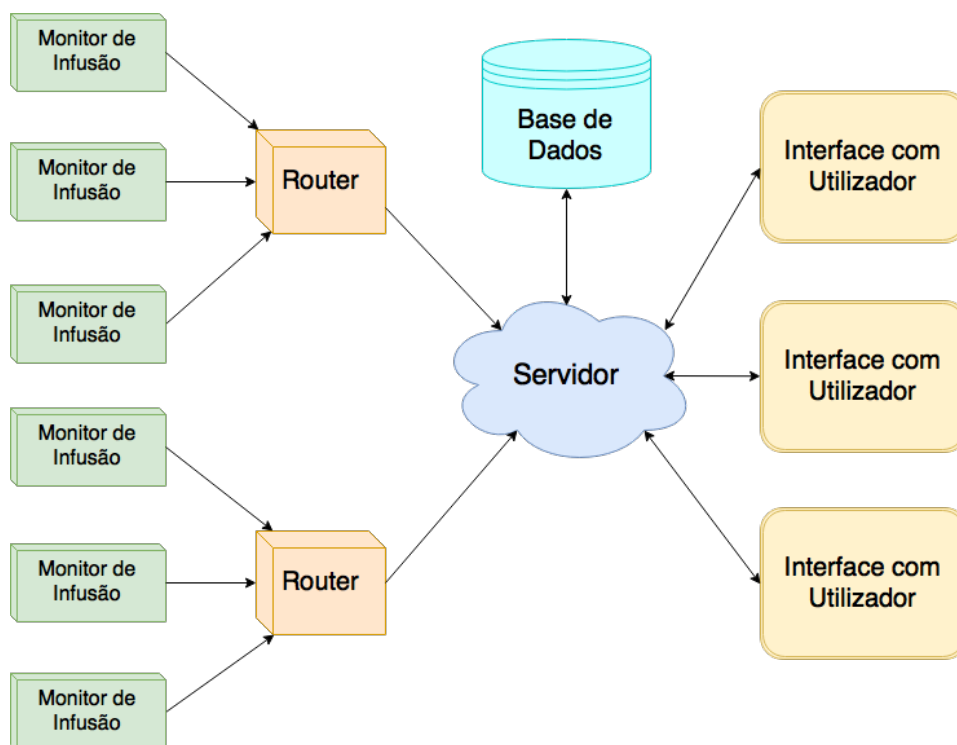 Monitor de
Infusão
Monitor de
Infusão
Monitor de
Infusão
Router
Monitor de
Infusão
Monitor de
Infusão
Monitor de
Infusão
Router
Base de
Dados
Servidor
Interface com
Utilizador
Interface com
Utilizador
Interface com
Utilizador